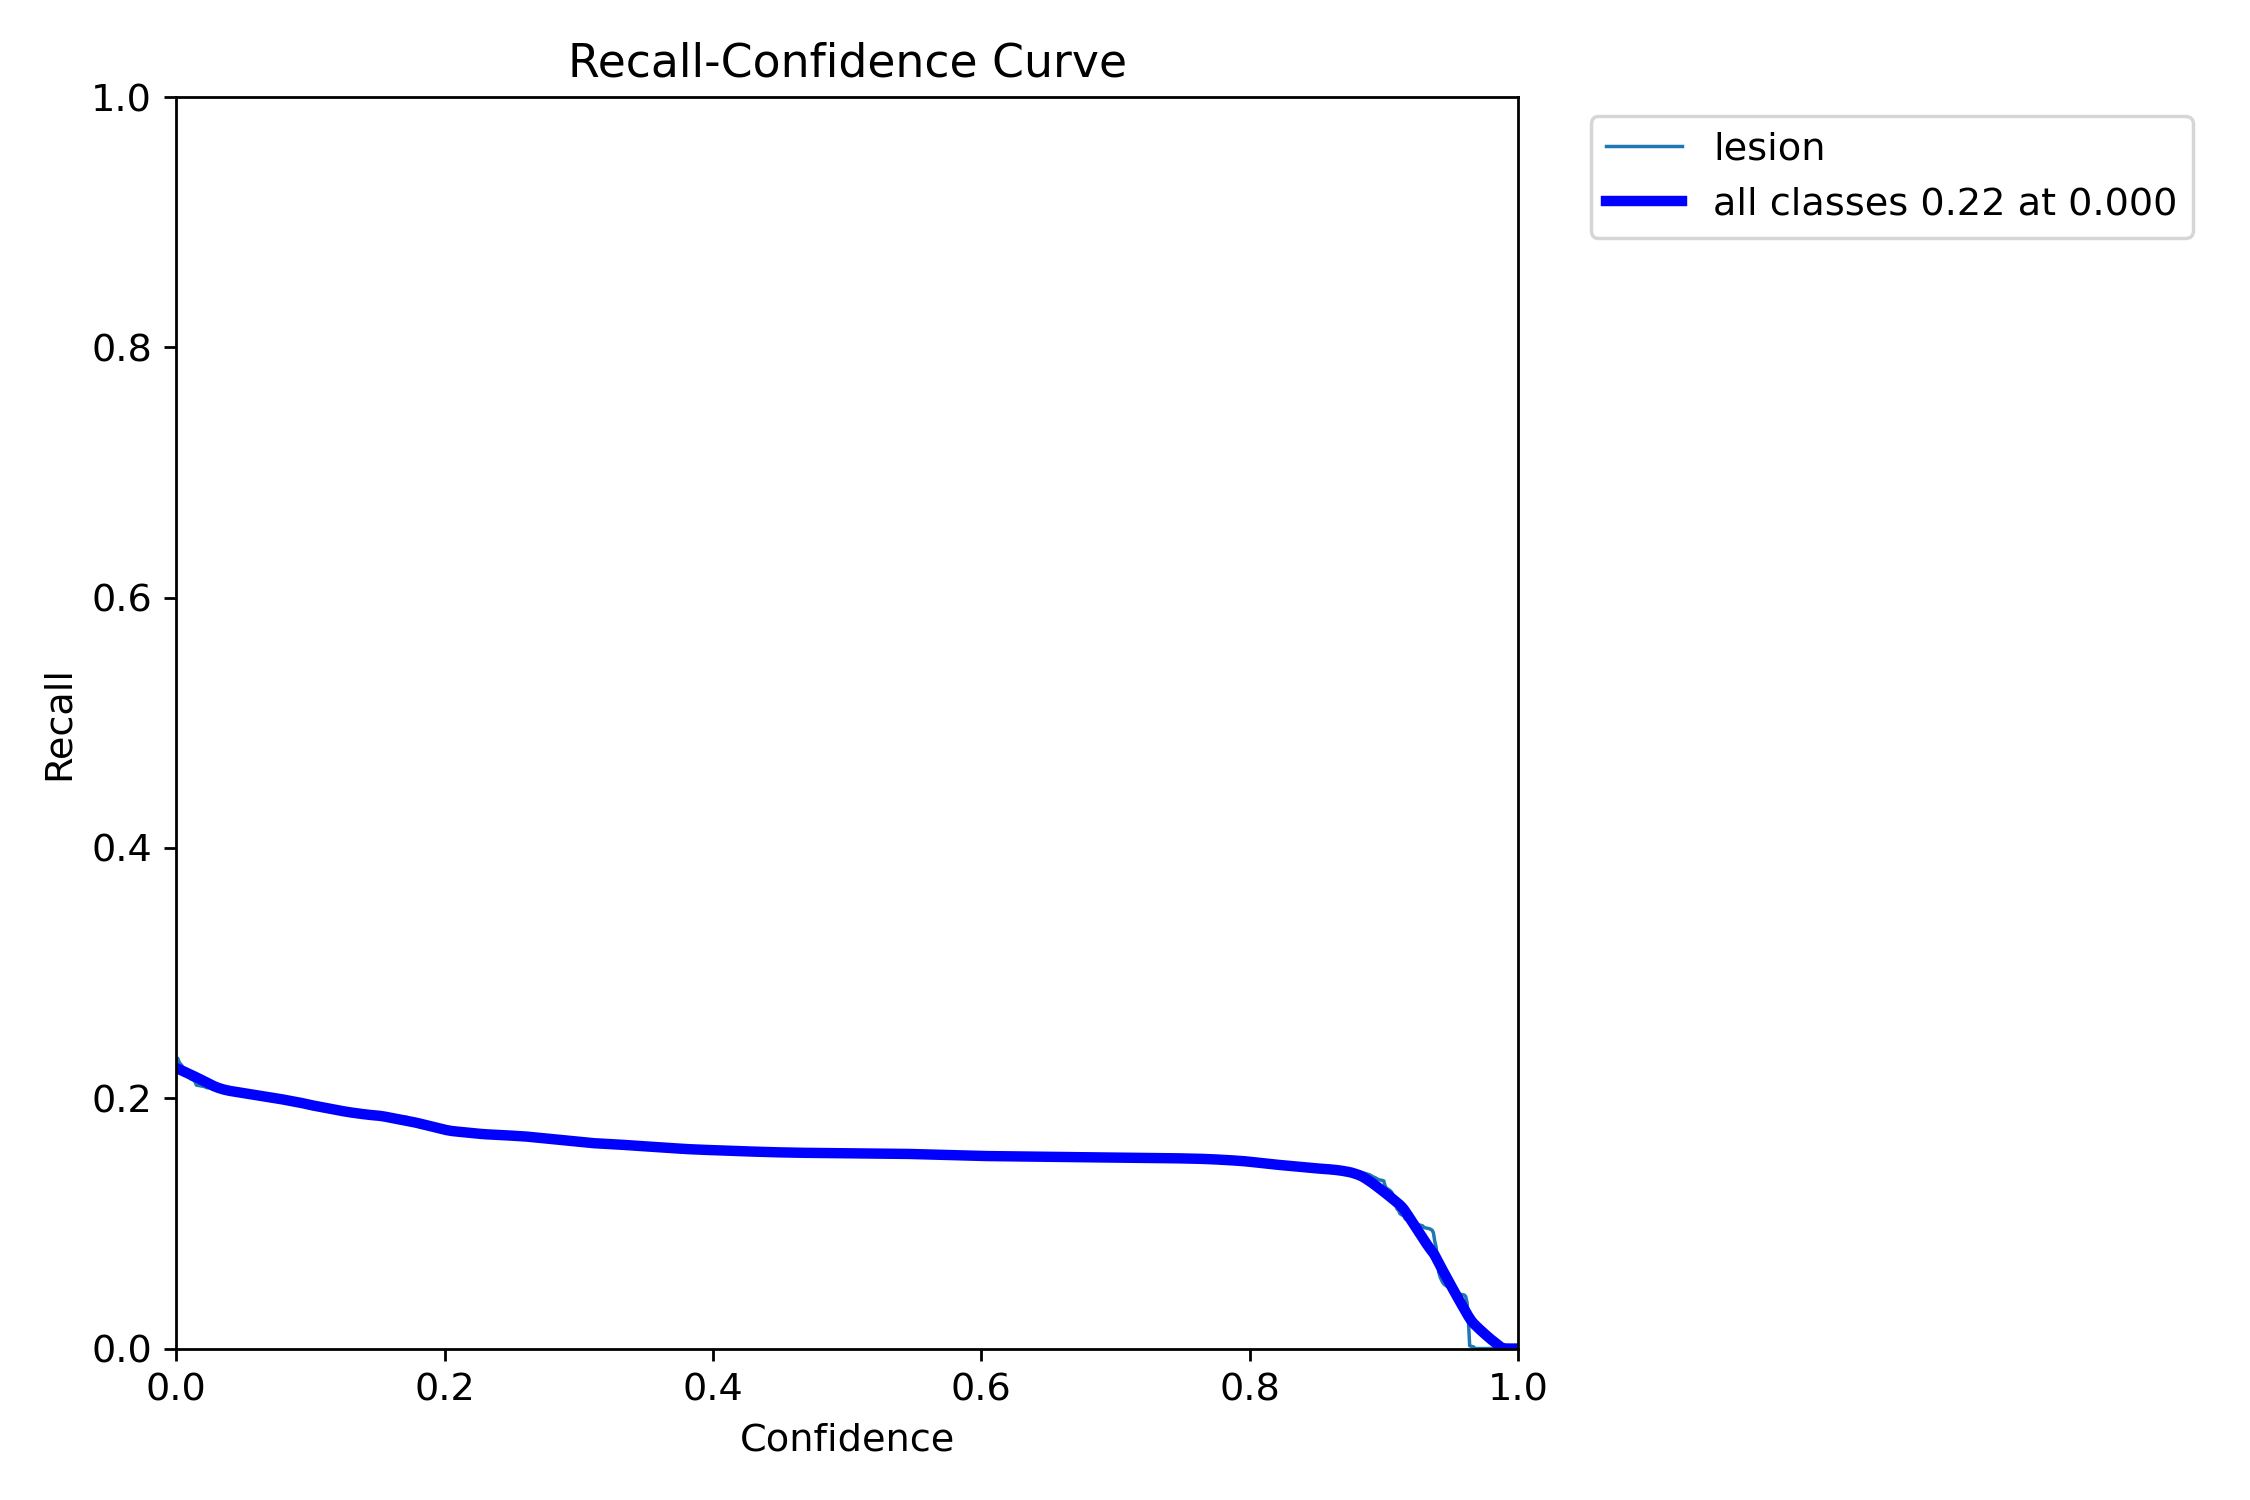 Recall-Confidence Curve
1.0
0.8
0.6
0.4
0.2
0.0
Recall
0.0 0.2 0.4 0.6 0.8 1.0
Confidence
lesion
all classes 0.22 at 0.000